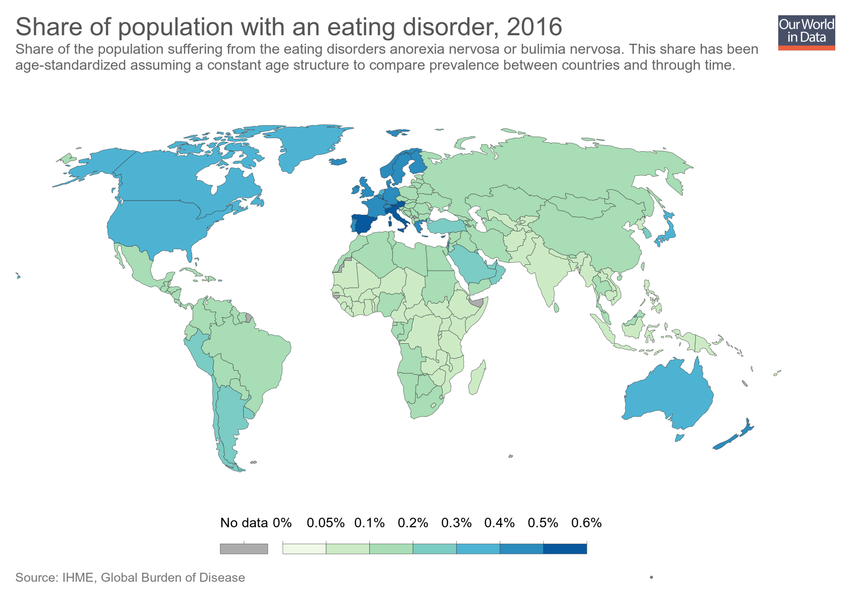 Share of population with an eating disorder, 2016
Our World
in Data
Share of the population suffering from the eating disorders anorexia nervosa or bulimia nervosa. This share has been
age-standardized assuming a constant age structure to compare prevalence between countries and through time.
No data 0% 0.05% 0.1% 0.2% 0.3% 0.4% 0.5% 0.6%
Source: IHME, Global Burden of Disease